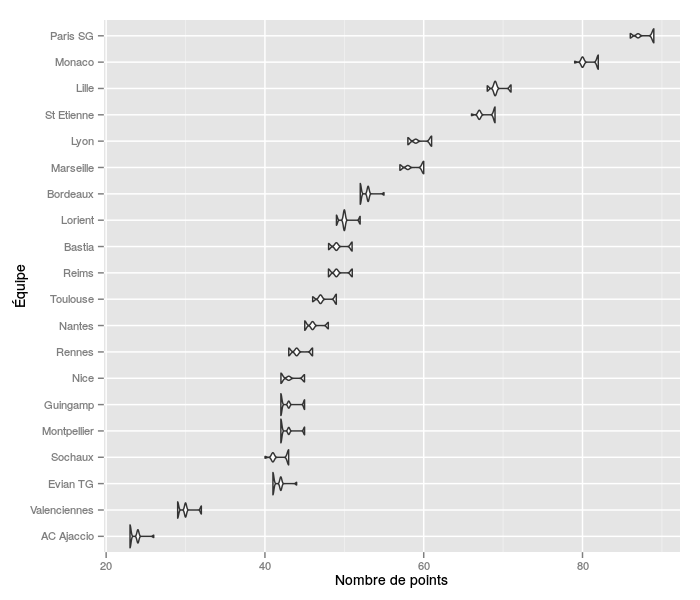 Paris SG
Monaco
Lille
St Etienne
Lyon
Marseille
Bordeaux
Lorient
Bastia
Reims
Toulouse
Nantes
Rennes
Nice
Guingamp
Montpellier
Sochaux
Evian TG
Valenciennes
AC Ajaccio
Équipe
20 40 60 80
Nombre de points